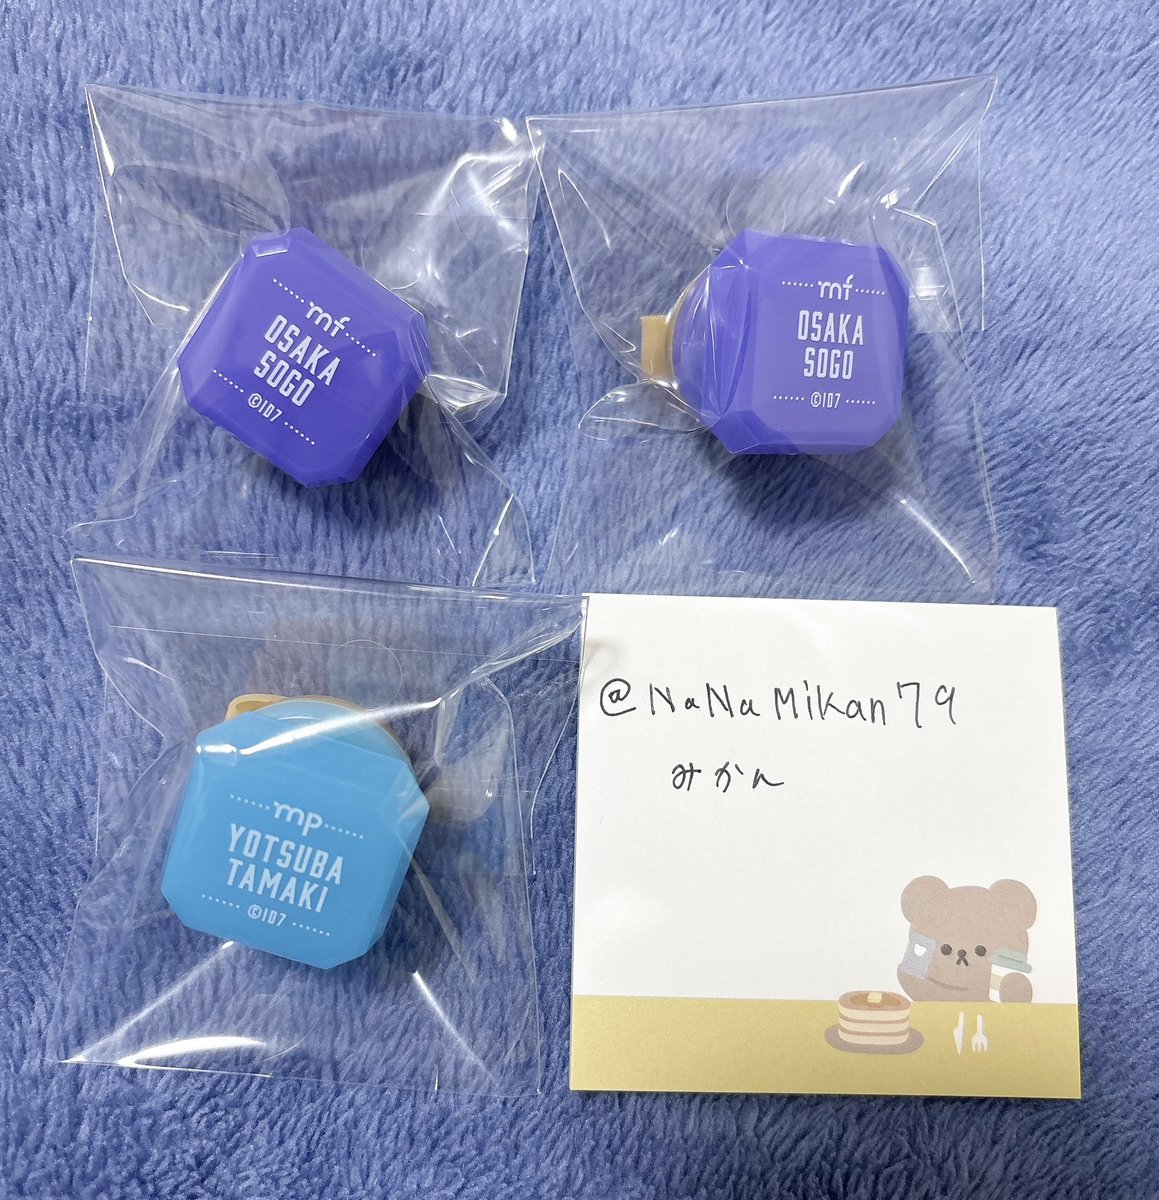 mf
OSAKA
SOGO
©ID7
mf
OSAKA
SOGO
©ID7
mp
YOTSUBA
TAMAKI
©ID7
@NaNaMikan79
みかん